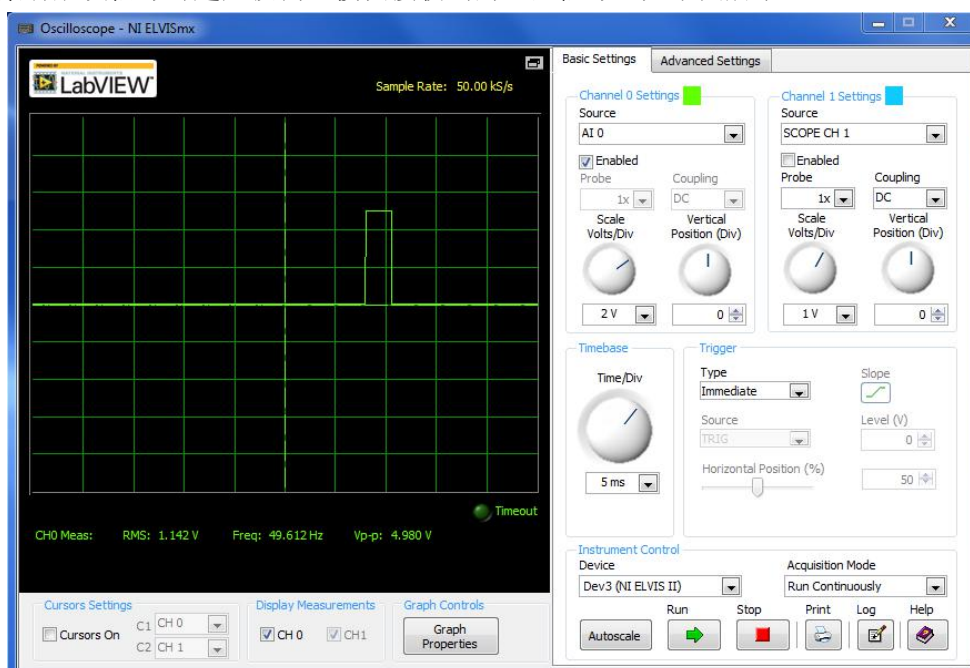 Oscilloscope - NI ELVISmx
LabVIEW
Sample Rate: 50.00 kS/s
Timeout
CH0 Meas: RMS: 1.142 V Freq: 49.612 Hz Vp-p: 4.980 V
Cursors Settings
Cursors On
C1 CH 0
C2 CH 1
Display Measurements
CH 0 CH1
Graph Controls
Graph
Properties
Basic Settings Advanced Settings
Channel 0 Settings
Source
AI 0
Enabled
Probe Coupling
1x DC
Scale Vertical
Volts/Div Position (Div)
2 V 0
Channel 1 Settings
Source
SCOPE CH 1
Enabled
Probe Coupling
1x DC
Scale Vertical
Volts/Div Position (Div)
1 V 0
Timebase
Time/Div
5 ms
Trigger
Type Slope
Immediate
Source Level (V)
TRIG 0
Horizontal Position (%)
50
Instrument Control
Device Acquisition Mode
Dev3 (NI ELVIS II) Run Continuously
Run Stop Print Log Help
Autoscale